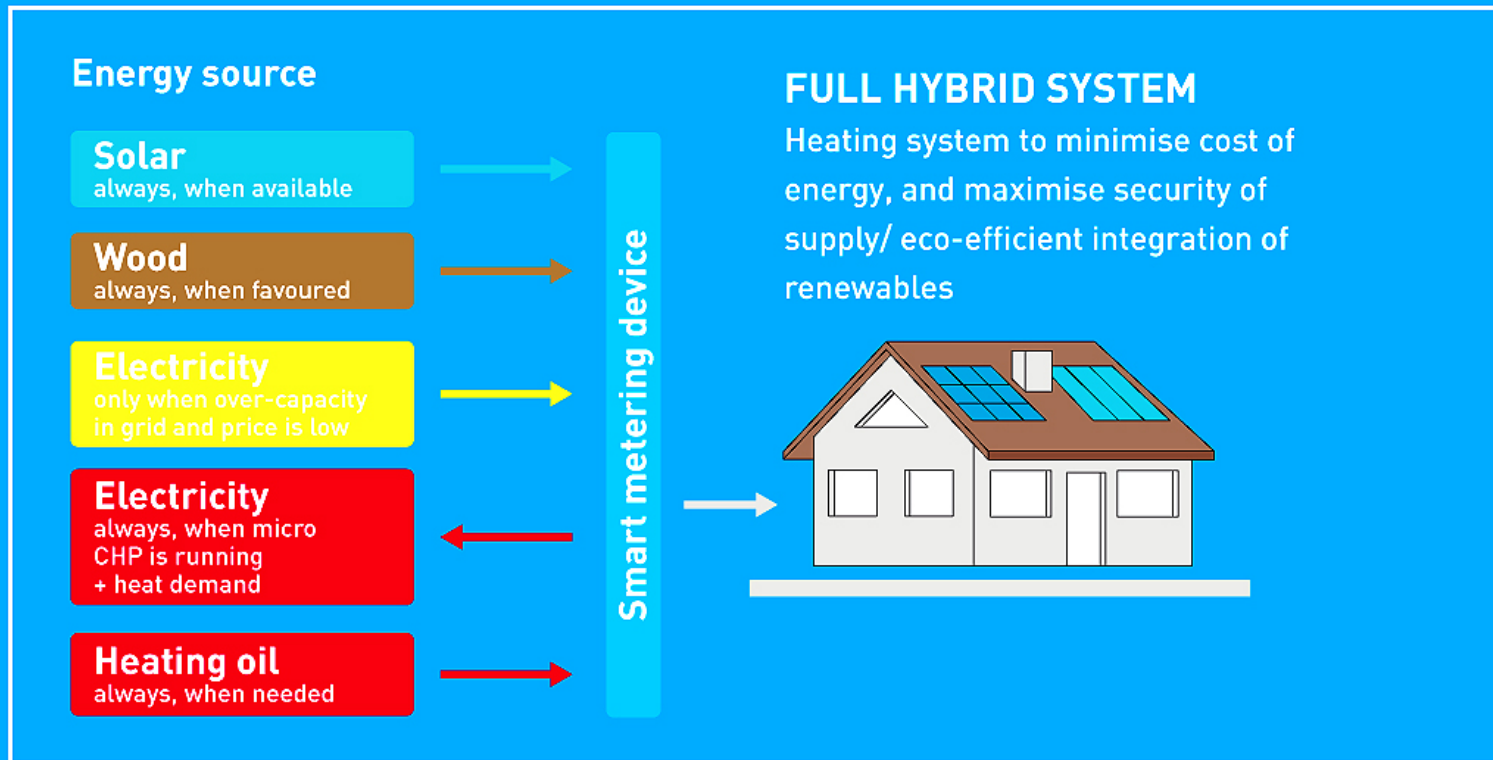 Energy source
Solar
always, when available
Wood
always, when favoured
Electricity
only when over-capacity
in grid and price is low
Electricity
always, when micro
CHP is running
+ heat demand
Heating oil
always, when needed
Smart metering device
FULL HYBRID SYSTEM
Heating system to minimise cost of
energy, and maximise security of
supply/ eco-efficient integration of
renewables